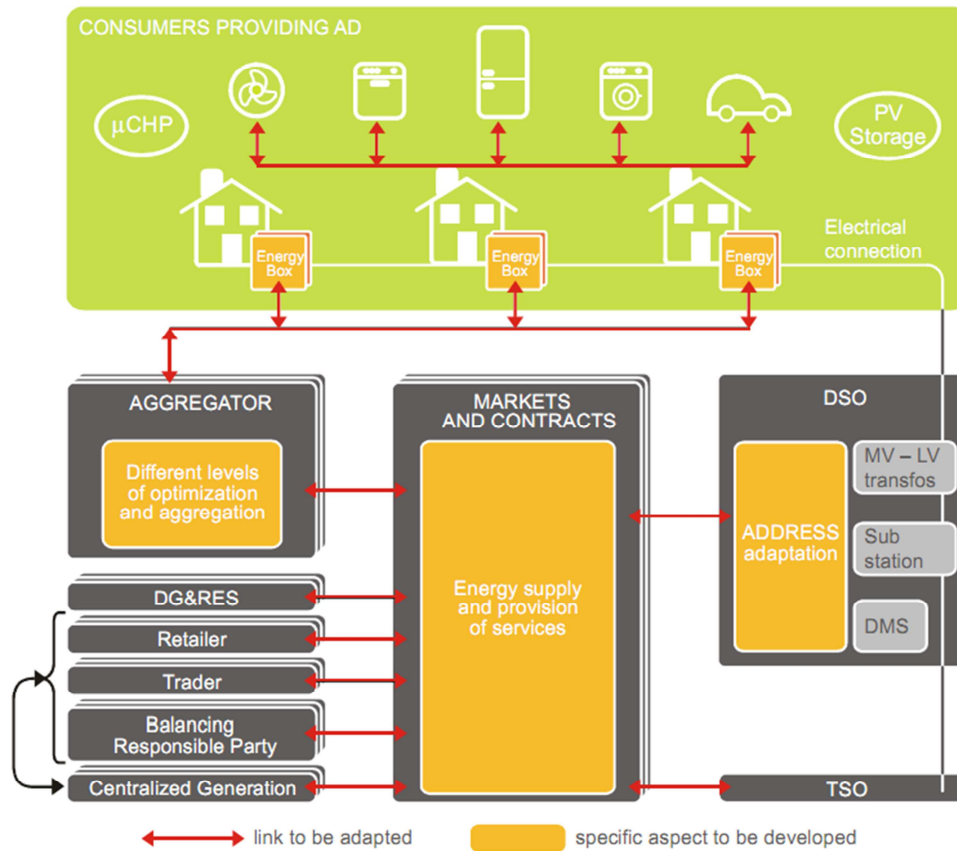 CONSUMERS PROVIDING AD
μCHP
PV
Storage
Energy
Box
Energy
Box
Energy
Box
Electrical
connection
AGGREGATOR
Different levels
of optimization
and aggregation
MARKETS
AND CONTRACTS
Energy supply
and provision
of services
DSO
ADDRESS
adaptation
MV – LV
transfos
Sub
station
DMS
DG&RES
Retailer
Trader
Balancing
Responsible Party
Centralized Generation
TSO
link to be adapted
specific aspect to be developed